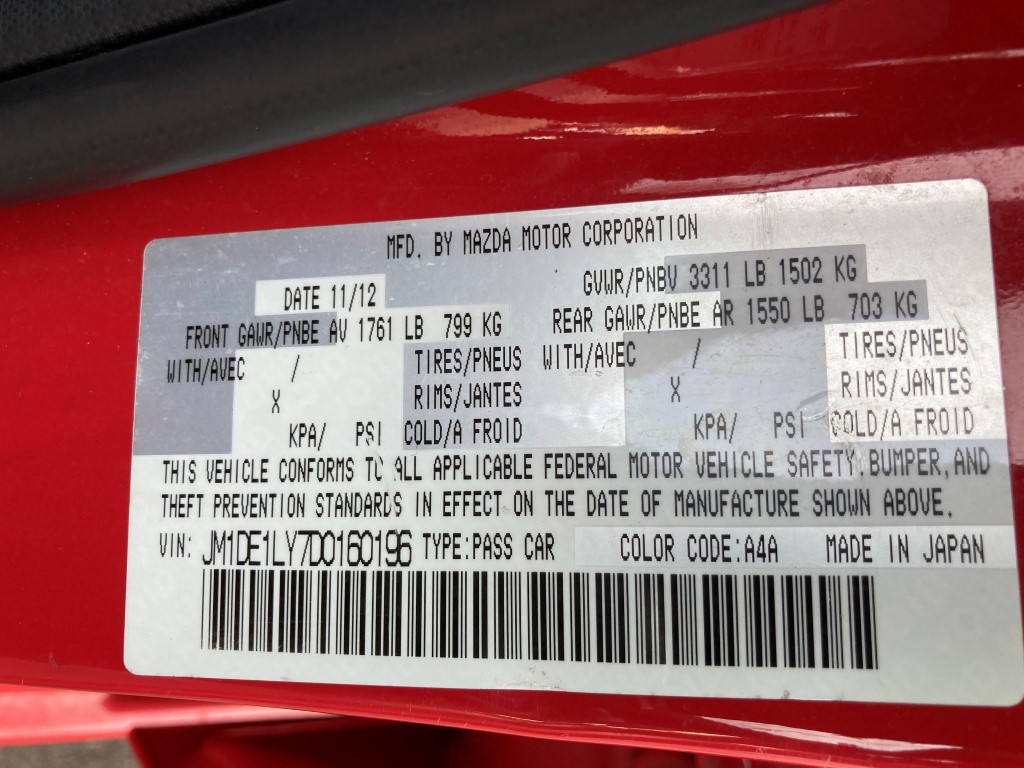 MFD. BY MAZDA MOTOR CORPORATION
DATE 11/12 GVWR/PNBV 3311 LB 1502 KG
FRONT GAWR/PNBE AV 1761 LB 799 KG REAR GAWR/PNBE AR 1550 LB 703 KG
WITH/AVEC / TIRES/PNEUS WITH/AVEC / TIRES/PNEUS
X RIMS/JANTES X RIMS/JANTES
KPA/ PSI COLD/A FROID KPA/ PSI COLD/A FROID
THIS VEHICLE CONFORMS TO ALL APPLICABLE FEDERAL MOTOR VEHICLE SAFETY, BUMPER, AND
THEFT PREVENTION STANDARDS IN EFFECT ON THE DATE OF MANUFACTURE SHOWN ABOVE.
VIN: JM1DE1LY7D0160196 TYPE:PASS CAR COLOR CODE:A4A MADE IN JAPAN